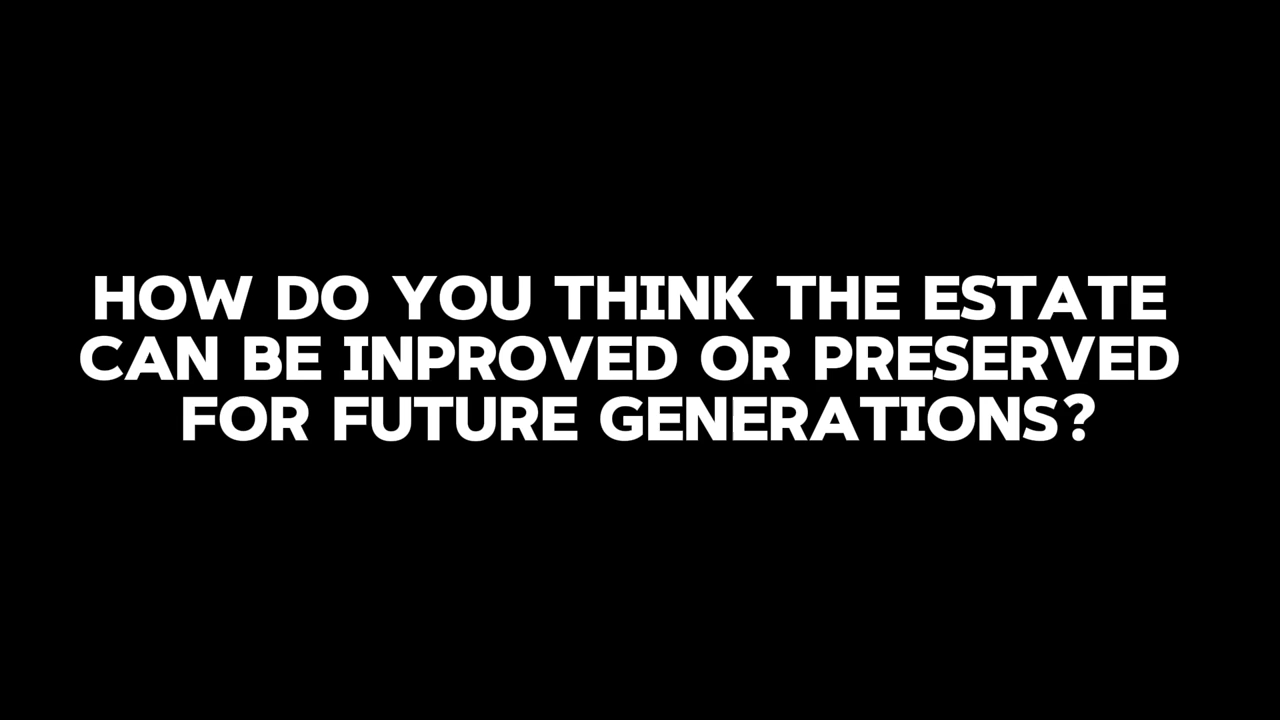 HOW DO YOU THINK THE ESTATE
CAN BE INPROVED OR PRESERVED
FOR FUTURE GENERATIONS?